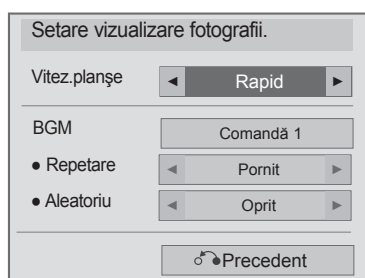 Setare vizualizare fotografii.
Vitez.planşe ◄ Rapid ►
BGM Comandă 1
● Repetare ◄ Pornit ►
● Aleatoriu ◄ Oprit ►
Precedent